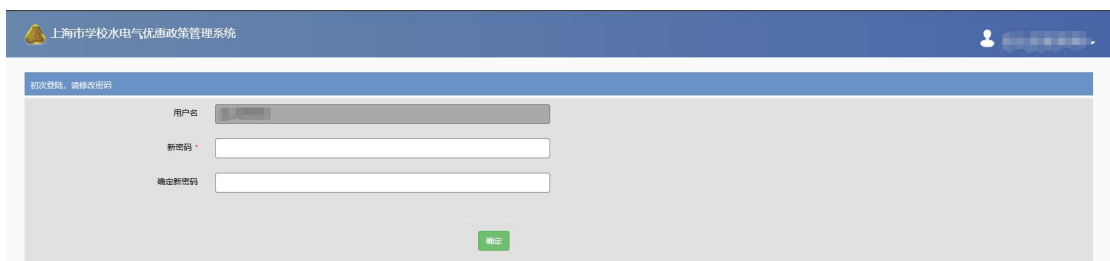 上海市学校水电气优惠政策管理系统
初次登陆，请修改密码
用户名
新密码 *
确定新密码
确定